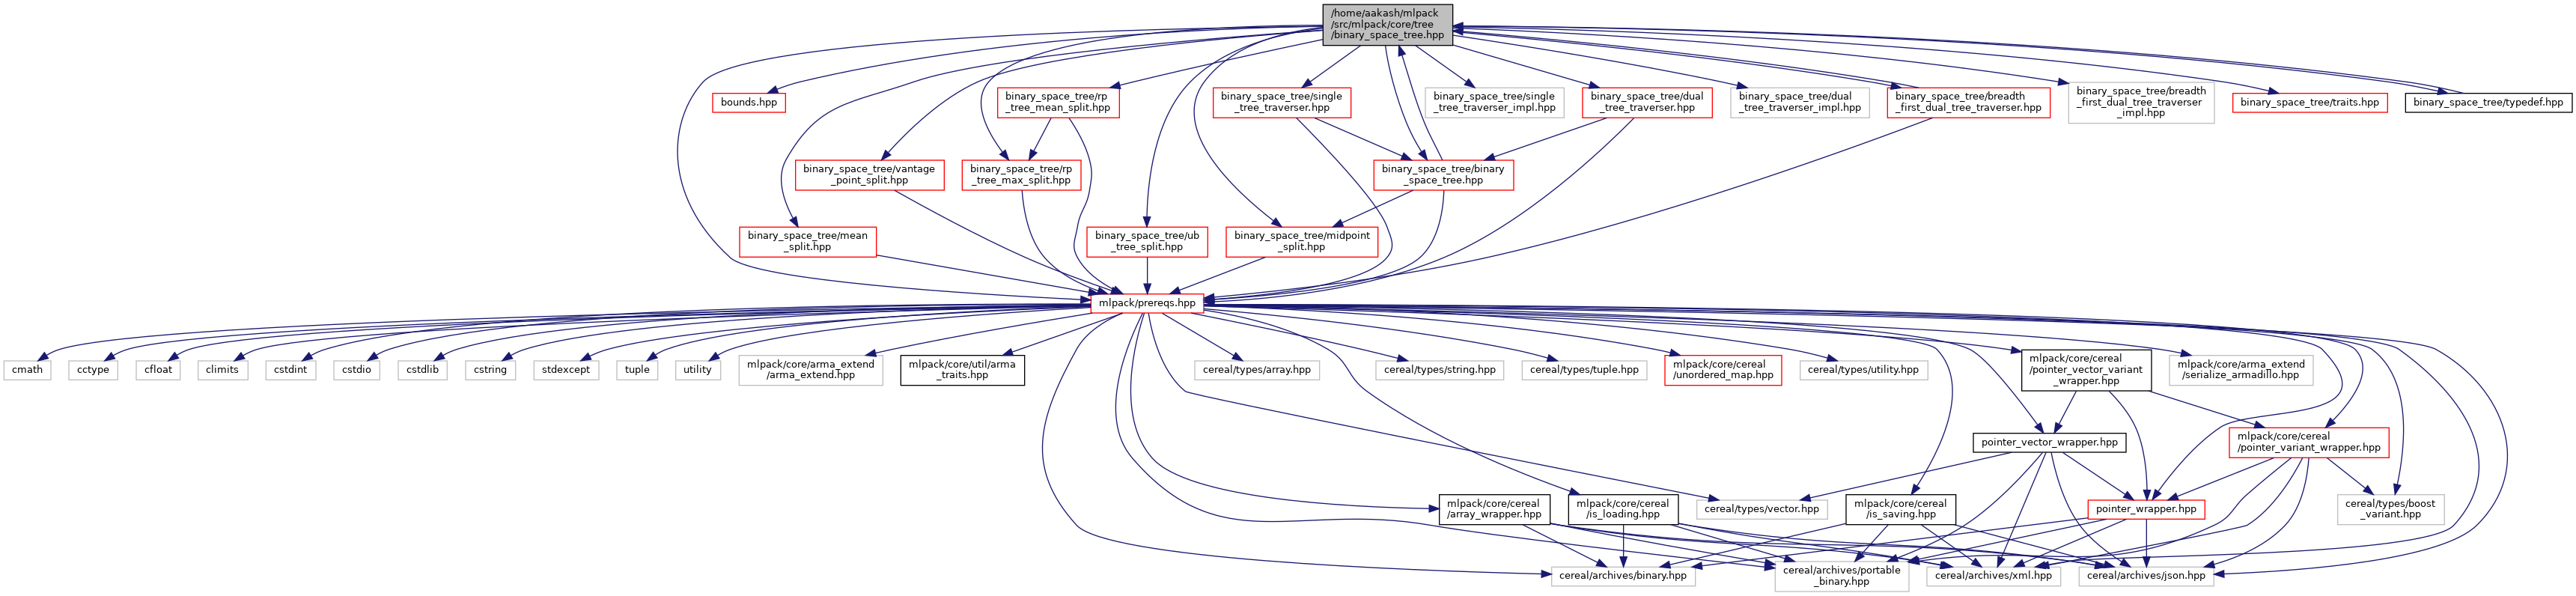 /home/aakash/mlpack
/src/mlpack/core/tree
/binary_space_tree.hpp
bounds.hpp
binary_space_tree/rp
_tree_mean_split.hpp
binary_space_tree/single
_tree_traverser.hpp
binary_space_tree/single
_tree_traverser_impl.hpp
binary_space_tree/dual
_tree_traverser.hpp
binary_space_tree/dual
_tree_traverser_impl.hpp
binary_space_tree/breadth
_first_dual_tree_traverser.hpp
binary_space_tree/breadth
_first_dual_tree_traverser
_impl.hpp
binary_space_tree/traits.hpp
binary_space_tree/typedef.hpp
binary_space_tree/vantage
_point_split.hpp
binary_space_tree/rp
_tree_max_split.hpp
binary_space_tree/binary
_space_tree.hpp
binary_space_tree/mean
_split.hpp
binary_space_tree/ub
_tree_split.hpp
binary_space_tree/midpoint
_split.hpp
mlpack/prereqs.hpp
cmath
cctype
cfloat
climits
cstdint
cstdio
cstdlib
cstring
stdexcept
tuple
utility
mlpack/core/arma_extend
/arma_extend.hpp
mlpack/core/util/arma
_traits.hpp
cereal/types/array.hpp
cereal/types/string.hpp
cereal/types/tuple.hpp
mlpack/core/cereal
/unordered_map.hpp
cereal/types/utility.hpp
mlpack/core/cereal
/pointer_vector_variant
_wrapper.hpp
mlpack/core/arma_extend
/serialize_armadillo.hpp
pointer_vector_wrapper.hpp
mlpack/core/cereal
/pointer_variant_wrapper.hpp
mlpack/core/cereal
/array_wrapper.hpp
mlpack/core/cereal
/is_loading.hpp
cereal/types/vector.hpp
mlpack/core/cereal
/is_saving.hpp
pointer_wrapper.hpp
cereal/types/boost
_variant.hpp
cereal/archives/binary.hpp
cereal/archives/portable
_binary.hpp
cereal/archives/xml.hpp
cereal/archives/json.hpp